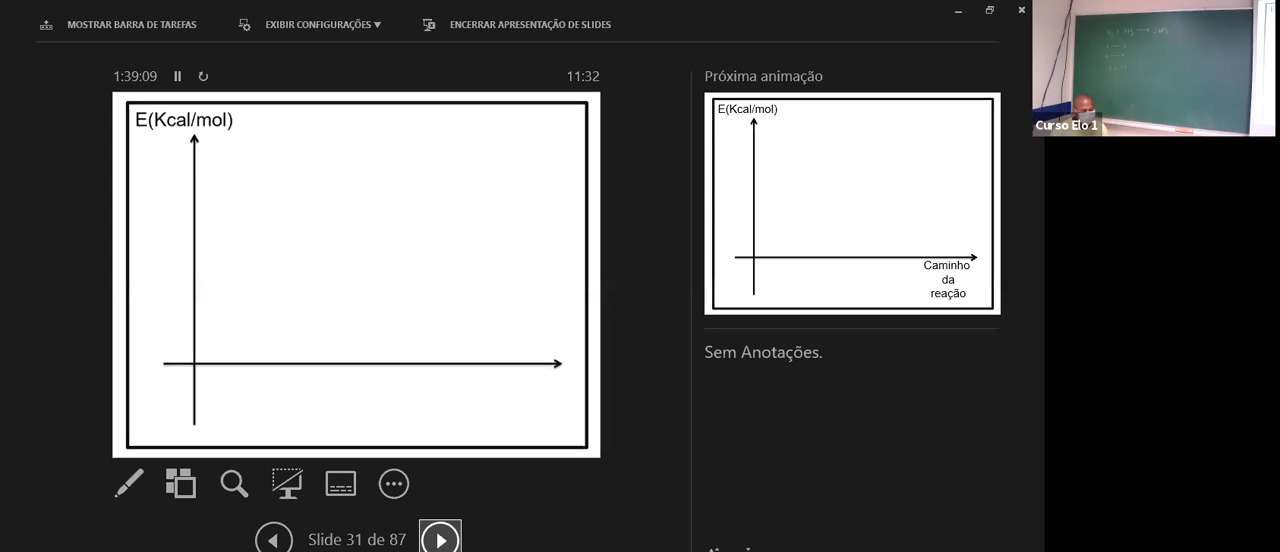 MOSTRAR BARRA DE TAREFAS
EXIBIR CONFIGURAÇÕES
ENCERRAR APRESENTAÇÃO DE SLIDES
1:39:09
11:32
E(Kcal/mol)
Próxima animação
E(Kcal/mol)
Caminho
da
reação
Sem Anotações.
Slide 31 de 87
Curso Elo 1